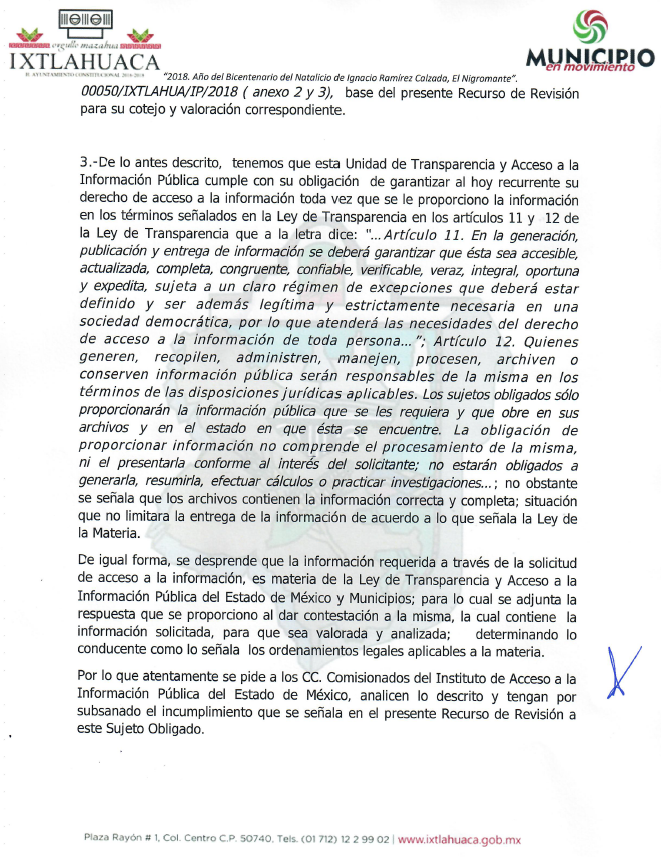 orgullo mazahua
IXTLAHUACA
H. AYUNTAMIENTO CONSTITUCIONAL 2016-2018
MUNICIPIO
en movimiento
"2018. Año del Bicentenario del Natalicio de Ignacio Ramírez Calzada, El Nigromante".
00050/IXTLAHUA/IP/2018 ( anexo 2 y 3), base del presente Recurso de Revisión
para su cotejo y valoración correspondiente.
3.-De lo antes descrito, tenemos que esta Unidad de Transparencia y Acceso a la
Información Pública cumple con su obligación de garantizar al hoy recurrente su
derecho de acceso a la información toda vez que se le proporciono la información
en los términos señalados en la Ley de Transparencia en los artículos 11 y 12 de
la Ley de Transparencia que a la letra dice: "...Artículo 11. En la generación,
publicación y entrega de información se deberá garantizar que ésta sea accesible,
actualizada, completa, congruente, confiable, verificable, veraz, integral, oportuna
y expedita, sujeta a un claro régimen de excepciones que deberá estar
definido y ser además legítima y estrictamente necesaria en una
sociedad democrática, por lo que atenderá las necesidades del derecho
de acceso a la información de toda persona..."; Artículo 12. Quienes
generen, recopilen, administren, manejen, procesen, archiven o
conserven información pública serán responsables de la misma en los
términos de las disposiciones jurídicas aplicables. Los sujetos obligados sólo
proporcionarán la información pública que se les requiera y que obre en sus
archivos y en el estado en que ésta se encuentre. La obligación de
proporcionar información no comprende el procesamiento de la misma,
ni el presentarla conforme al interés del solicitante; no estarán obligados a
generarla, resumirla, efectuar cálculos o practicar investigaciones...; no obstante
se señala que los archivos contienen la información correcta y completa; situación
que no limitara la entrega de la información de acuerdo a lo que señala la Ley de
la Materia.
De igual forma, se desprende que la información requerida a través de la solicitud
de acceso a la información, es materia de la Ley de Transparencia y Acceso a la
Información Pública del Estado de México y Municipios; para lo cual se adjunta la
respuesta que se proporciono al dar contestación a la misma, la cual contiene la
información solicitada, para que sea valorada y analizada; determinando lo
conducente como lo señala los ordenamientos legales aplicables a la materia.
Por lo que atentamente se pide a los CC. Comisionados del Instituto de Acceso a la
Información Pública del Estado de México, analicen lo descrito y tengan por
subsanado el incumplimiento que se señala en el presente Recurso de Revisión a
este Sujeto Obligado.
Plaza Rayón # 1, Col. Centro C.P. 50740, Tels. (01 712) 12 2 99 02 | www.ixtlahuaca.gob.mx